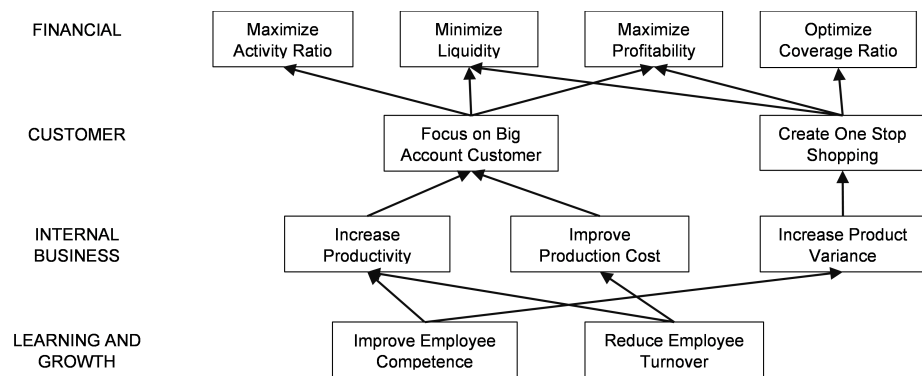 FINANCIAL
Maximize
Activity Ratio
Minimize
Liquidity
Maximize
Profitability
Optimize
Coverage Ratio
CUSTOMER
Focus on Big
Account Customer
Create One Stop
Shopping
INTERNAL
BUSINESS
Increase
Productivity
Improve
Production Cost
Increase Product
Variance
LEARNING AND
GROWTH
Improve Employee
Competence
Reduce Employee
Turnover